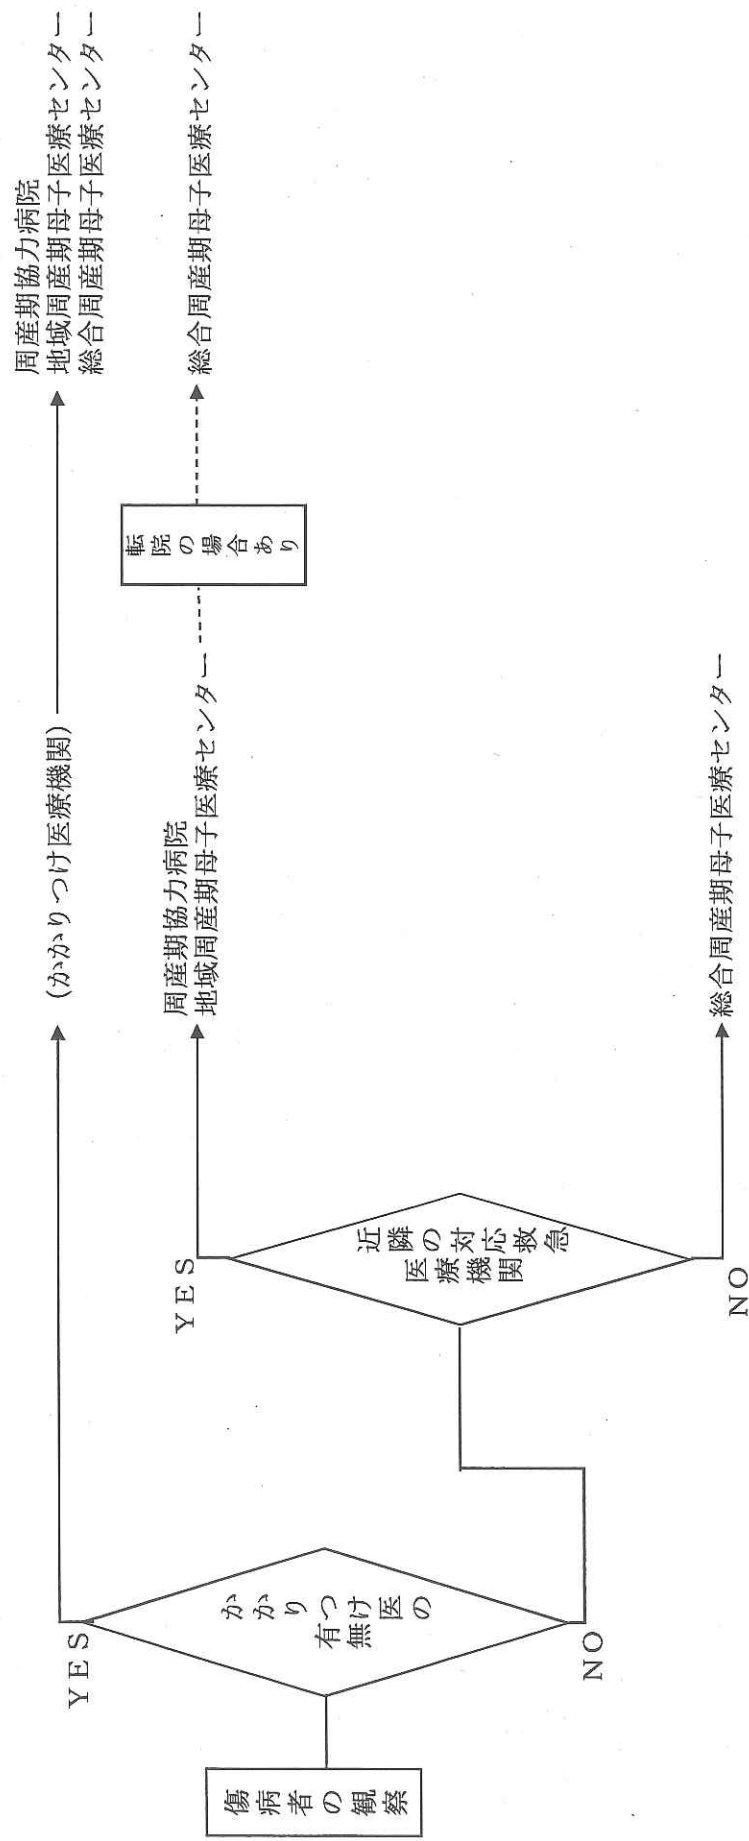 傷病者の観察
かかりつけ医の
有無
YES
NO
(かかりつけ医療機関)
周産期協力病院
地域周産期母子医療センター
総合周産期母子医療センター
近隣の対応救急
医療機関
YES
NO
周産期協力病院
地域周産期母子医療センター
転院の場合あり
総合周産期母子医療センター
総合周産期母子医療センター